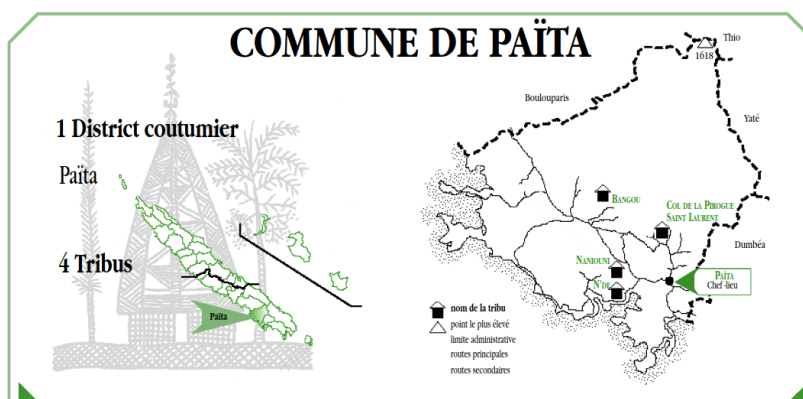 COMMUNE DE PAÏTA
1 District coutumier
Païta
4 Tribus
Païta
Thio
1618
Boulouparis
Yaté
BANGOU
COL DE LA PIROGUE
SAINT LAURENT
Dumbéa
NANIOUNI
N'DE
PAÏTA
Chef-lieu
nom de la tribu
point le plus élevé
limite administrative
routes principales
routes secondaires